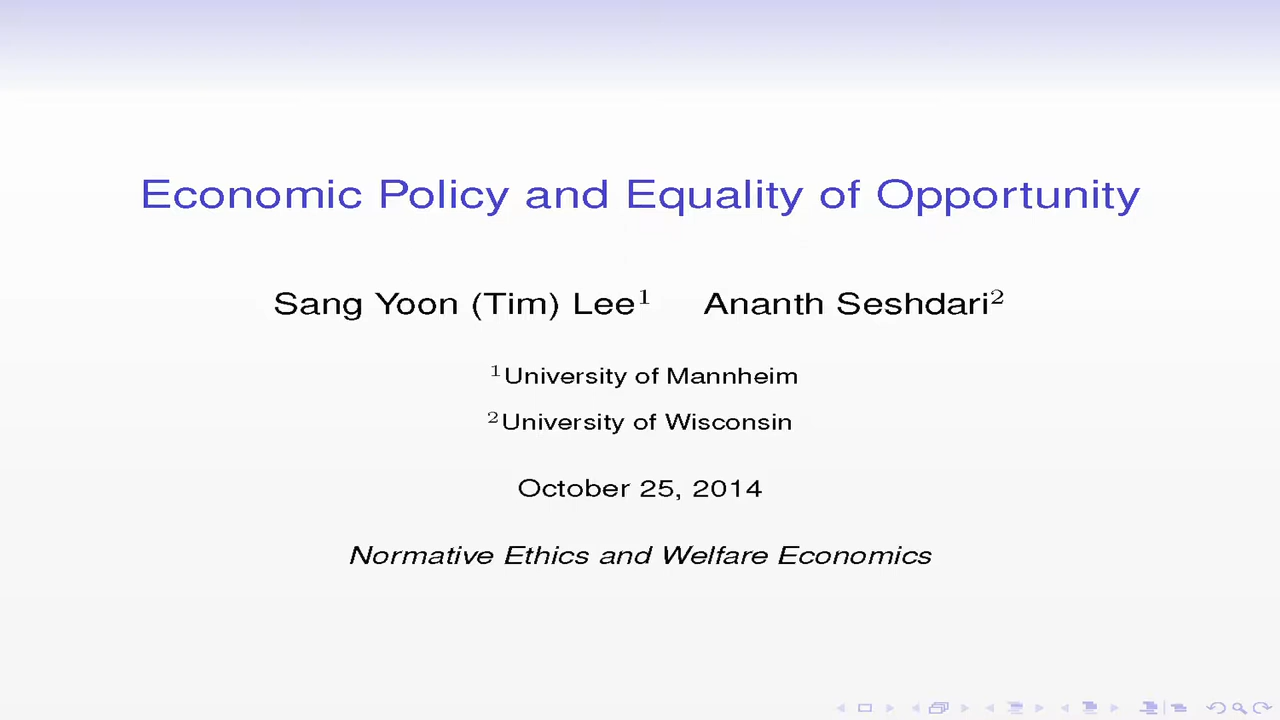 Economic Policy and Equality of Opportunity
Sang Yoon (Tim) Lee¹ Ananth Seshdari²
¹University of Mannheim
²University of Wisconsin
October 25, 2014
Normative Ethics and Welfare Economics